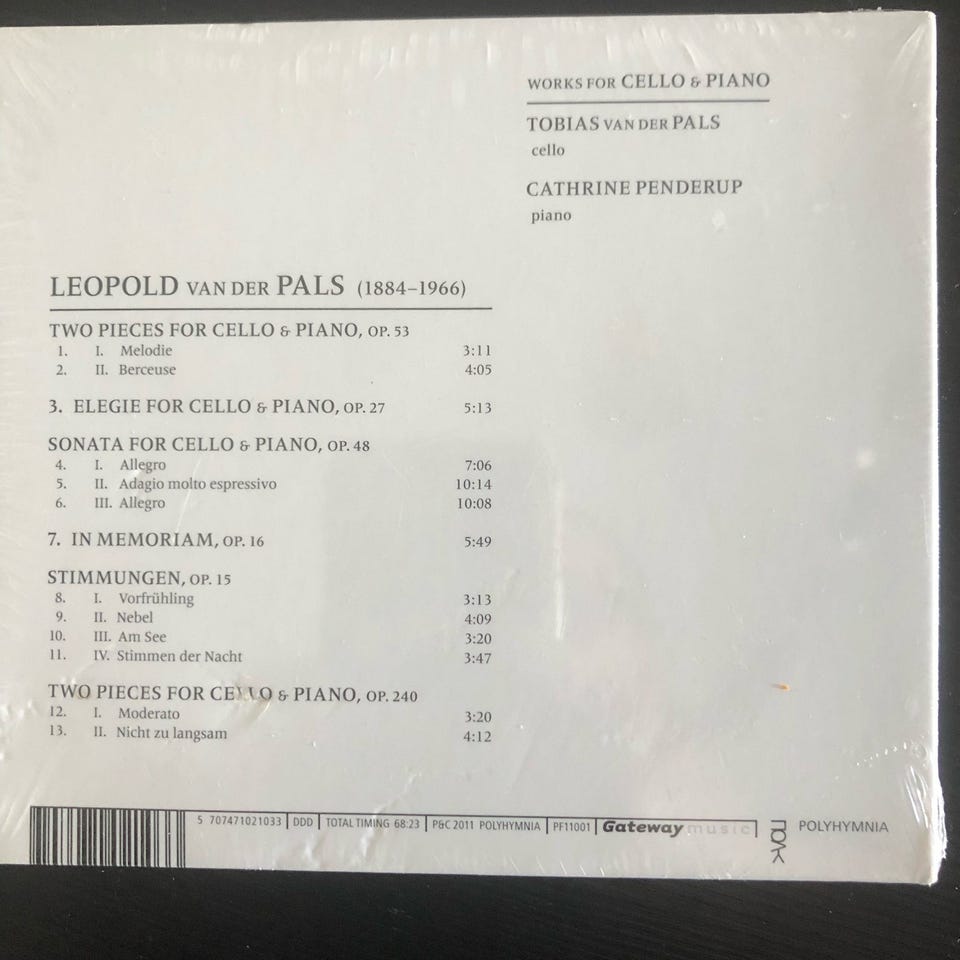 WORKS FOR CELLO & PIANO
TOBIAS VAN DER PALS
cello
CATHRINE PENDERUP
piano
LEOPOLD VAN DER PALS (1884–1966)
TWO PIECES FOR CELLO & PIANO, OP. 53
1. I. Melodie 3:11
2. II. Berceuse 4:05
3. ELEGIE FOR CELLO & PIANO, OP. 27 5:13
SONATA FOR CELLO & PIANO, OP. 48
4. I. Allegro 7:06
5. II. Adagio molto espressivo 10:14
6. III. Allegro 10:08
7. IN MEMORIAM, OP. 16 5:49
STIMMUNGEN, OP. 15
8. I. Vorfrühling 3:13
9. II. Nebel 4:09
10. III. Am See 3:20
11. IV. Stimmen der Nacht 3:47
TWO PIECES FOR CELLO & PIANO, OP. 240
12. I. Moderato 3:20
13. II. Nicht zu langsam 4:12
5 707471021033 | DDD | TOTAL TIMING 68:23 | P&C 2011 POLYHYMNIA | PF11001 | Gateway music
POLYHYMNIA